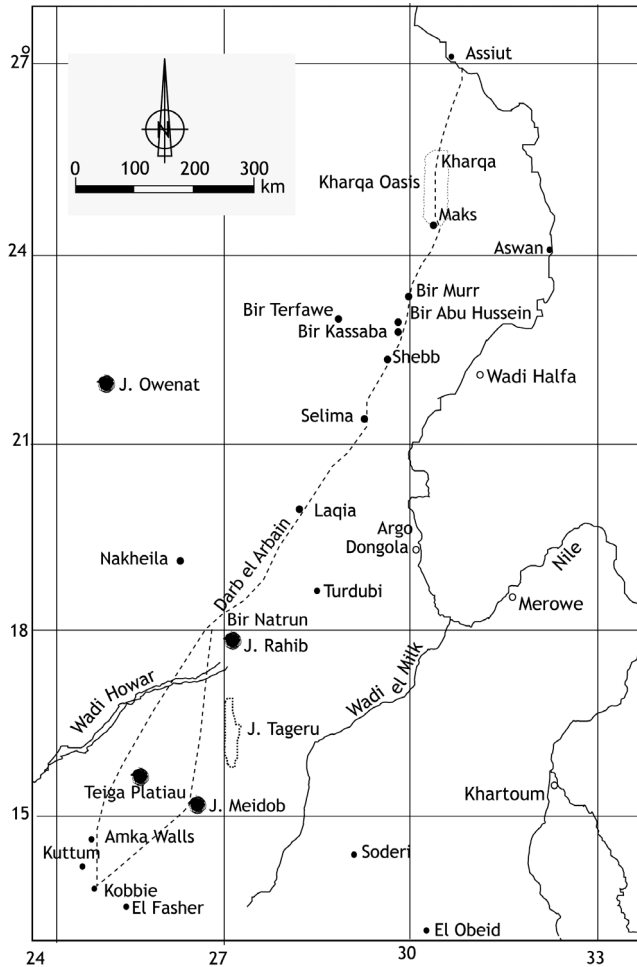 27°
Assiut
N
0 100 200 300
km
Kharqa
Kharqa Oasis
Maks
24
Aswan
Bir Murr
Bir Terfawe
Bir Abu Hussein
Bir Kassaba
Shebb
J. Owenat
Wadi Halfa
Selima
21
Laqia
Argo
Dongola
Darb el Arbain
Nakheila
Nile
Turdubi
Merowe
Bir Natrun
18
J. Rahib
Wadi el Milk
Wadi Howar
J. Tageru
Teiga Platiau
Khartoum
J. Meidob
15
Amka Walls
Kuttum
Soderi
Kobbie
El Fasher
El Obeid
24 27 30 33